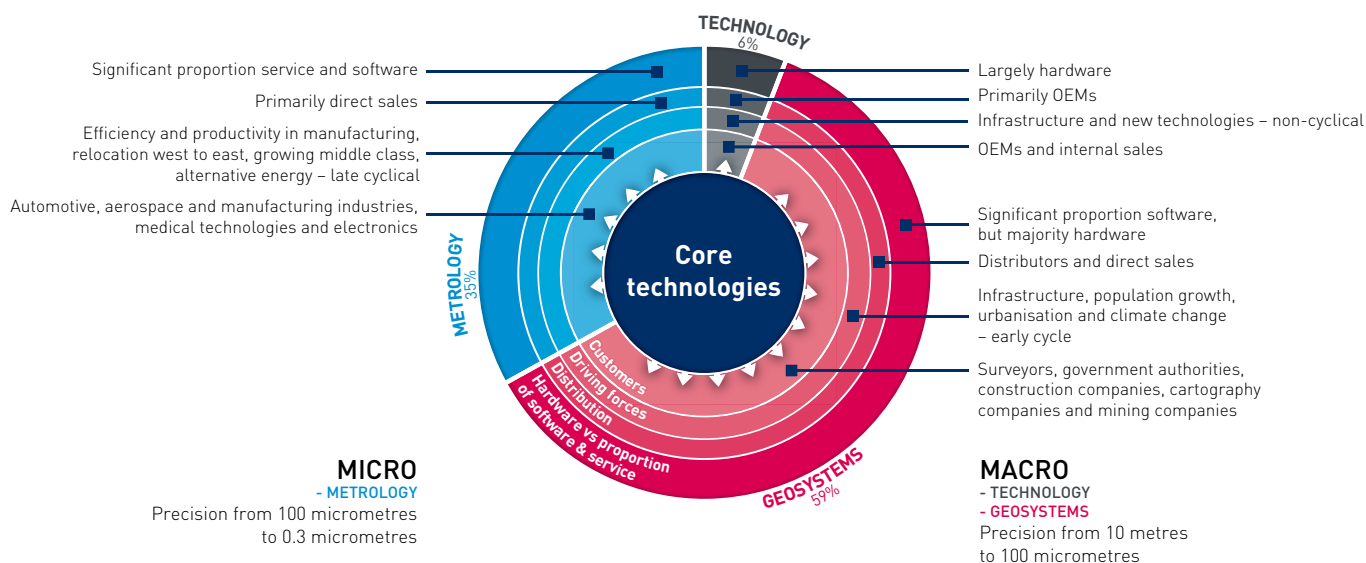 TECHNOLOGY
6%
Significant proportion service and software
Primarily direct sales
Efficiency and productivity in manufacturing,
relocation west to east, growing middle class,
alternative energy – late cyclical
Automotive, aerospace and manufacturing industries,
medical technologies and electronics
METROLOGY
35%
Largely hardware
Primarily OEMs
Infrastructure and new technologies – non-cyclical
OEMs and internal sales
Significant proportion software,
but majority hardware
Distributors and direct sales
Infrastructure, population growth,
urbanisation and climate change
– early cycle
Surveyors, government authorities,
construction companies, cartography
companies and mining companies
Core
technologies
Customers
Driving forces
Distribution
Hardware vs proportion
of software & service
GEOSYSTEMS
59%
MICRO
- METROLOGY
Precision from 100 micrometres
to 0.3 micrometres
MACRO
- TECHNOLOGY
- GEOSYSTEMS
Precision from 10 metres
to 100 micrometres